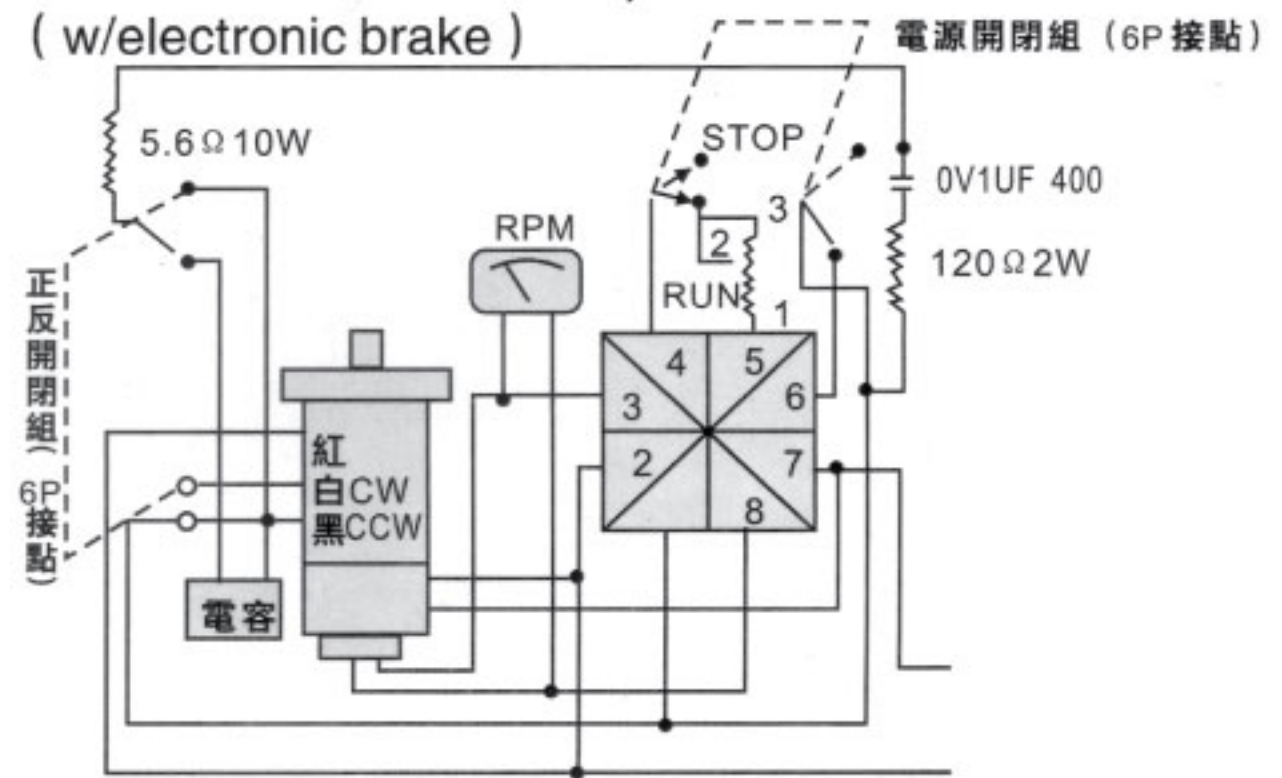 ( w/electronic brake )
電源開閉組（6P 接點）
5.6Ω10W
STOP
0V1UF 400
3
RPM
2
120Ω2W
RUN
1
正反開閉組（6P接點）
4
5
3
6
2
7
8
紅
白CW
黑CCW
電容